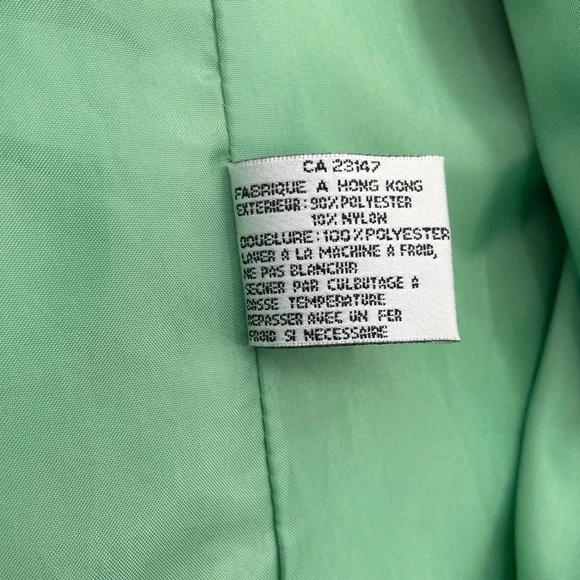 CA 23147
FABRIQUE A HONG KONG
EXTERIEUR: 90% POLYESTER
10% NYLON
DOUBLURE: 100% POLYESTER
LAVER A LA MACHINE A FROID,
NE PAS BLANCHIR
SECHER PAR CULBUTAGE A
BASSE TEMPERATURE
REPASSER AVEC UN FER
FROID SI NECESSAIRE